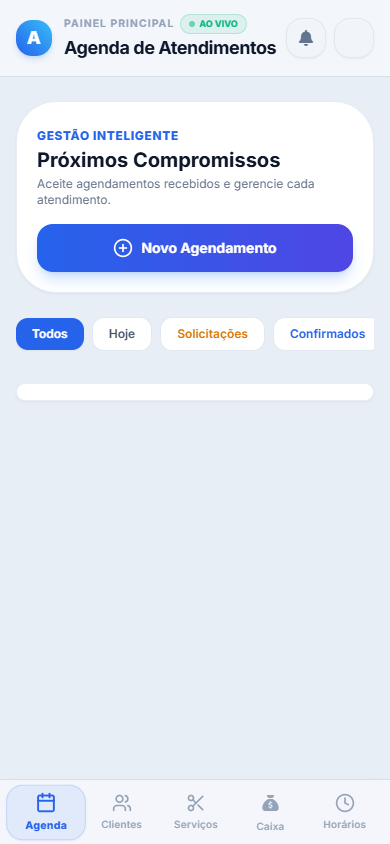 A
PAINEL PRINCIPAL
AO VIVO
Agenda de Atendimentos
GESTÃO INTELIGENTE
Próximos Compromissos
Aceite agendamentos recebidos e gerencie cada
atendimento.
Novo Agendamento
Todos
Hoje
Solicitações
Confirmados
Agenda
Clientes
Serviços
Caixa
Horários